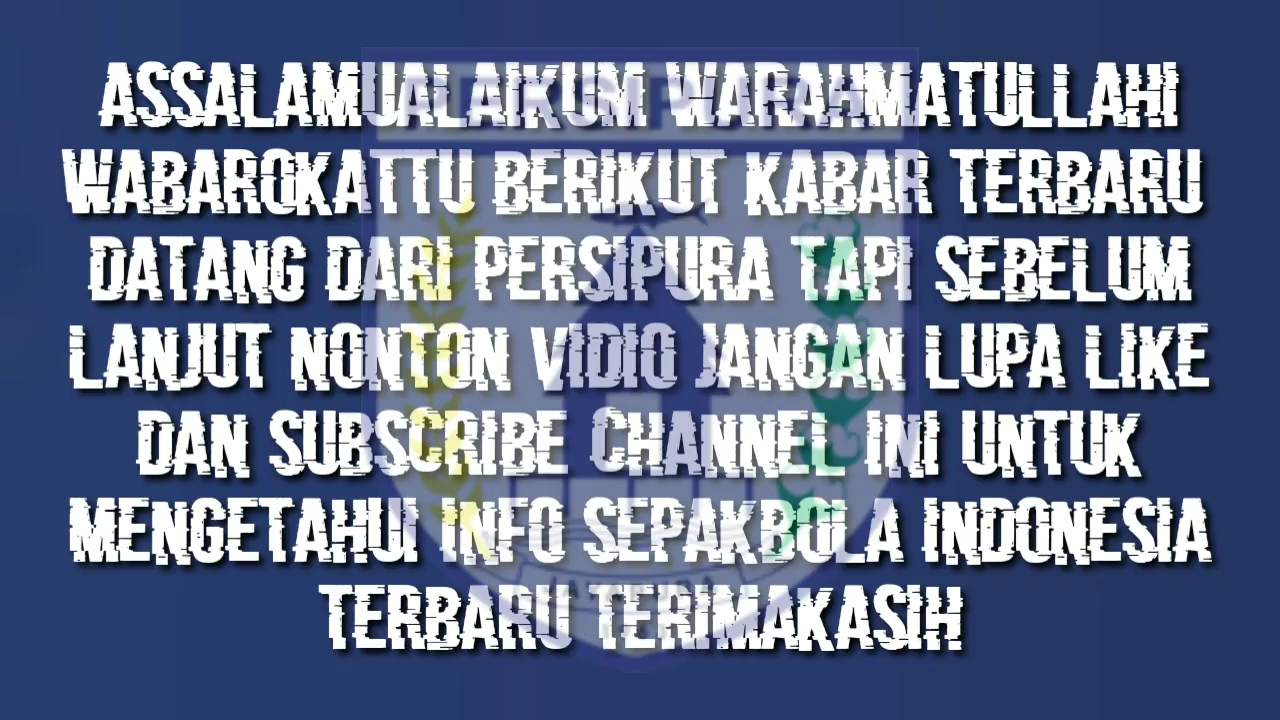 ASSALAMUALAIKUM WARAHMATULLAHI
WABAROKATTU BERIKUT KABAR TERBARU
DATANG DARI PERSIPURA TAPI SEBELUM
LANJUT NONTON VIDIO JANGAN LUPA LIKE
DAN SUBSCRIBE CHANNEL INI UNTUK
MENGETAHUI INFO SEPAKBOLA INDONESIA
TERBARU TERIMAKASIH
JAYAPURA